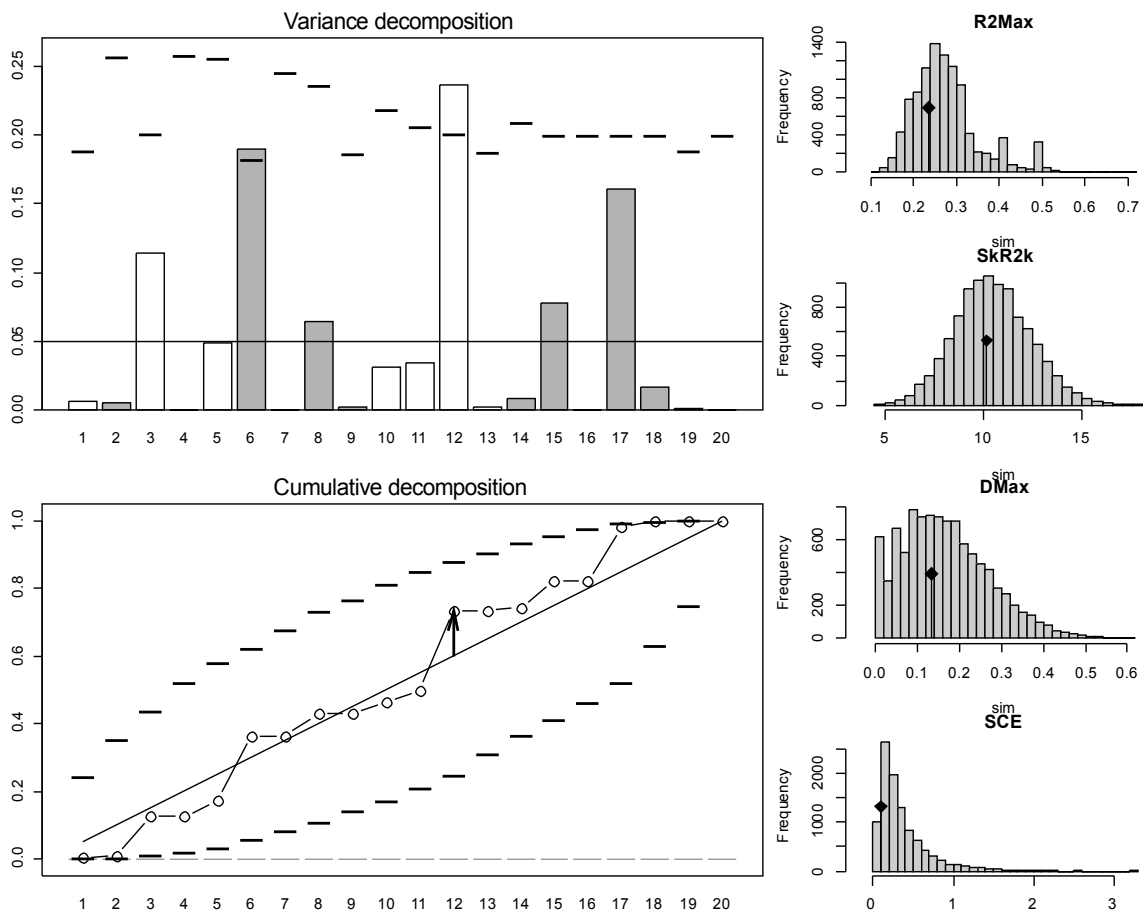 Variance decomposition
0.25
0.20
0.15
0.10
0.05
0.00
1 2 3 4 5 6 7 8 9 10 11 12 13 14 15 16 17 18 19 20
Cumulative decomposition
1.0
0.8
0.6
0.4
0.2
0.0
1 2 3 4 5 6 7 8 9 10 11 12 13 14 15 16 17 18 19 20
R2Max
Frequency
1400
800
400
0
0.1 0.2 0.3 0.4 0.5 0.6 0.7
sim
SkR2k
Frequency
800
400
0
5 10 15
sim
DMax
Frequency
600
400
200
0
0.0 0.1 0.2 0.3 0.4 0.5 0.6
sim
SCE
Frequency
2000
1000
0
0 1 2 3